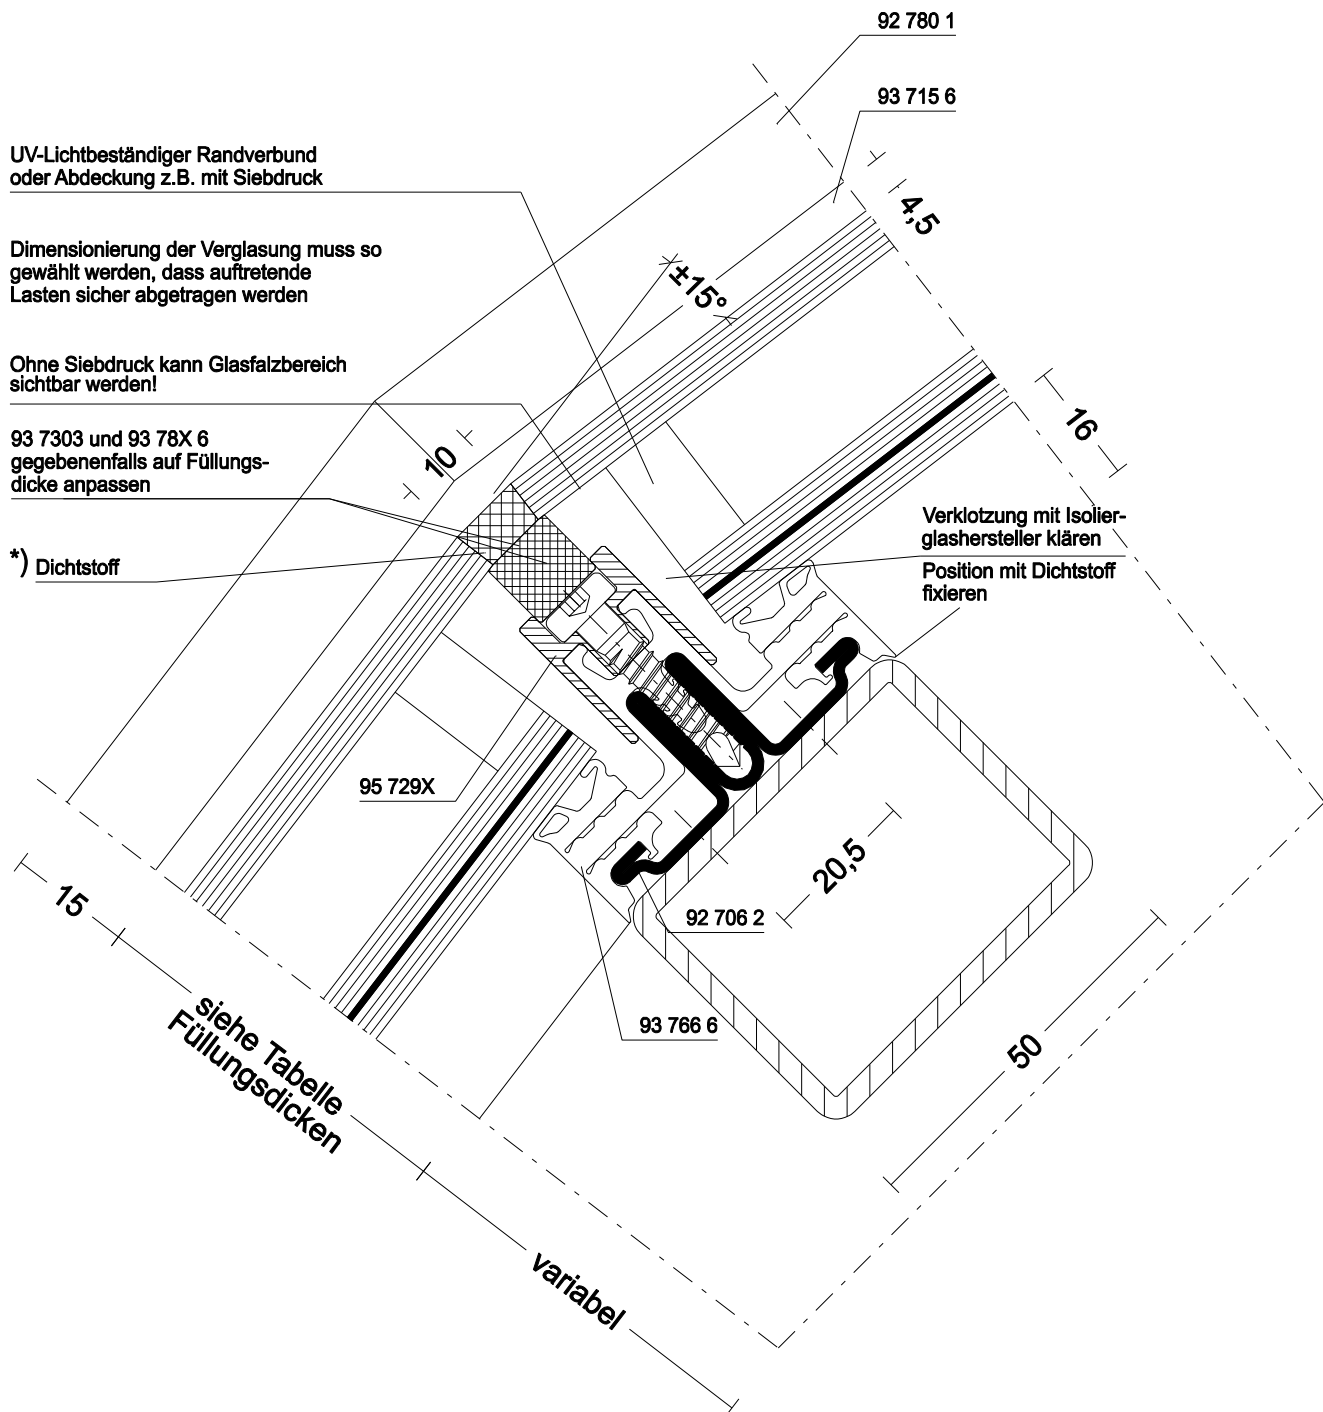 92 780 1
93 715 6
UV-Lichtbeständiger Randverbund
oder Abdeckung z.B. mit Siebdruck
4,5
Dimensionierung der Verglasung muss so
gewählt werden, dass auftretende
Lasten sicher abgetragen werden
±15°
Ohne Siebdruck kann Glasfalzbereich
sichtbar werden!
16
93 7303 und 93 78X 6
gegebenenfalls auf Füllungs-
dicke anpassen
10
Verklotzung mit Isolier-
glashersteller klären
*) Dichtstoff
Position mit Dichtstoff
fixieren
95 729X
20,5
15
92 706 2
93 766 6
siehe Tabelle
Füllungsdicken
50
variabel